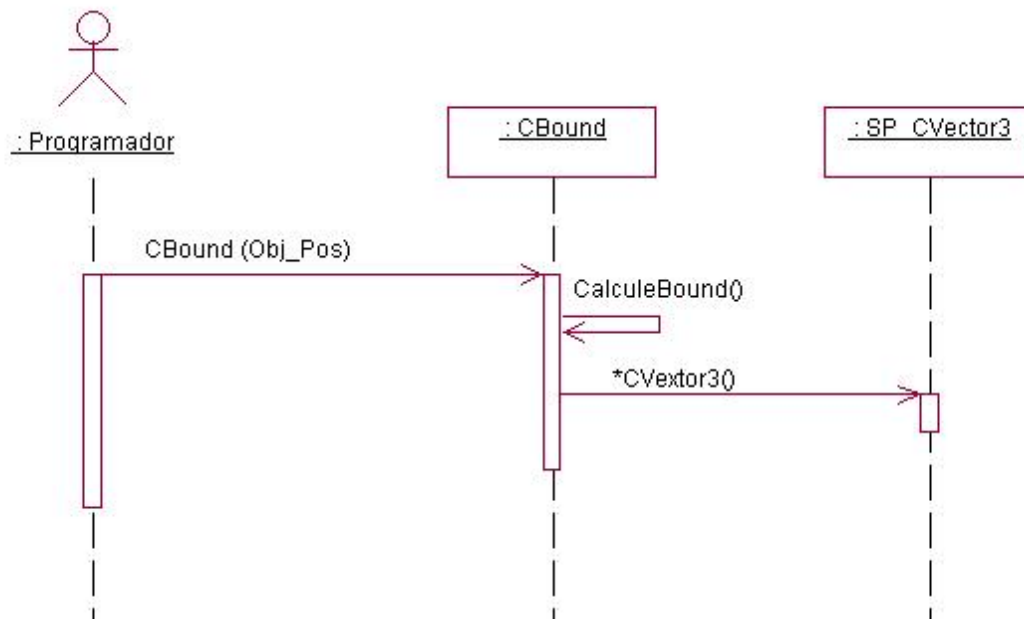 : Programador
: CBound
: SP_CVector3
CBound (Obj_Pos)
CalculeBound()
*CVextor3()